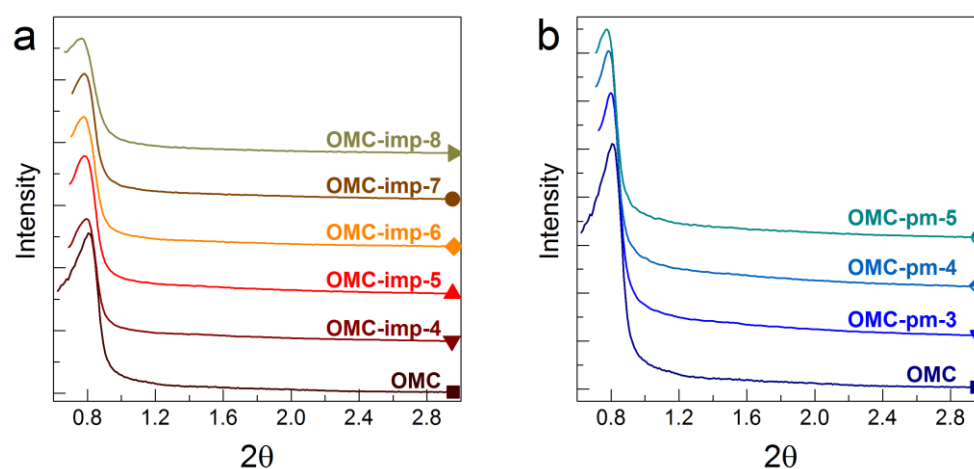 a
Intensity
OMC-imp-8
OMC-imp-7
OMC-imp-6
OMC-imp-5
OMC-imp-4
OMC
0.8 1.2 1.6 2.0 2.4 2.8
2θ
b
Intensity
OMC-pm-5
OMC-pm-4
OMC-pm-3
OMC
0.8 1.2 1.6 2.0 2.4 2.8
2θ